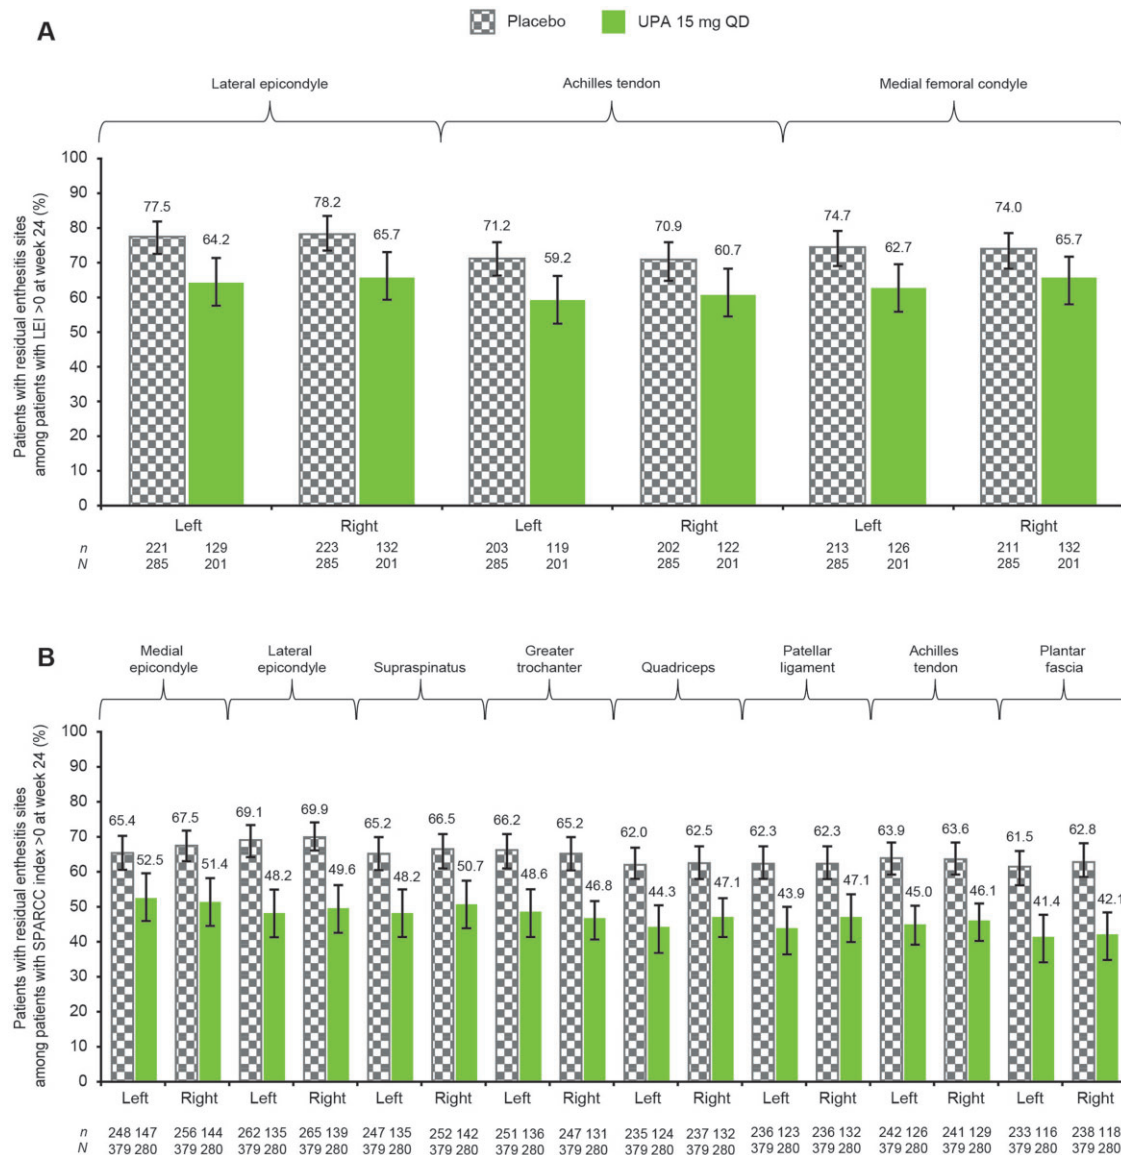 Placebo UPA 15 mg QD
A
Lateral epicondyle Achilles tendon Medial femoral condyle
Patients with residual enthesitis sites
among patients with LEI >0 at week 24 (%)
100
90
80
70
60
50
40
30
20
10
0
77.5 64.2 78.2 65.7 71.2 59.2 70.9 60.7 74.7 62.7 74.0 65.7
Left Right Left Right Left Right
n 221 129 223 132 203 119 202 122 213 126 211 132
N 285 201 285 201 285 201 285 201 285 201 285 201
B
Medial epicondyle Lateral epicondyle Supraspinatus Greater trochanter Quadriceps Patellar ligament Achilles tendon Plantar fascia
Patients with residual enthesitis sites
among patients with SPARCC index >0 at week 24 (%)
100
90
80
70
60
50
40
30
20
10
0
65.4 52.5 67.5 51.4 69.1 48.2 69.9 49.6 65.2 48.2 66.5 50.7 66.2 48.6 65.2 46.8 62.0 44.3 62.5 47.1 62.3 43.9 62.3 47.1 63.9 45.0 63.6 46.1 61.5 41.4 62.8 42.1
Left Right Left Right Left Right Left Right Left Right Left Right Left Right Left Right
n 248 147 256 144 262 135 265 139 247 135 252 142 251 136 247 131 235 124 237 132 236 123 236 132 242 126 241 129 233 116 238 118
N 379 280 379 280 379 280 379 280 379 280 379 280 379 280 379 280 379 280 379 280 379 280 379 280 379 280 379 280 379 280 379 280